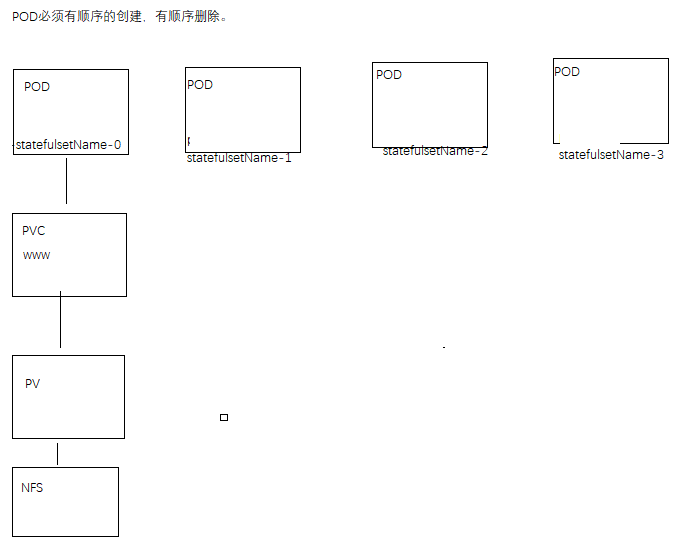 POD必须有顺序的创建，有顺序删除。
POD
POD
POD
POD
-statefulsetName-0
statefulsetName-1
statefulsetName-2
statefulsetName-3
PVC
www
PV
NFS